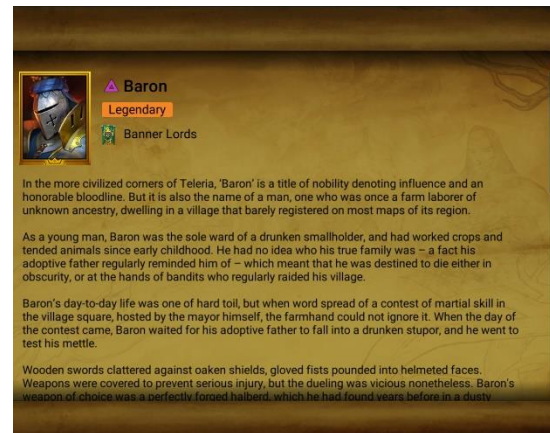 Baron
Legendary
Banner Lords
In the more civilized corners of Teleria, 'Baron' is a title of nobility denoting influence and an
honorable bloodline. But it is also the name of a man, one who was once a farm laborer of
unknown ancestry, dwelling in a village that barely registered on most maps of its region.
As a young man, Baron was the sole ward of a drunken smallholder, and had worked crops and
tended animals since early childhood. He had no idea who his true family was – a fact his
adoptive father regularly reminded him of – which meant that he was destined to die either in
obscurity, or at the hands of bandits who regularly raided his village.
Baron's day-to-day life was one of hard toil, but when word spread of a contest of martial skill in
the village square, hosted by the mayor himself, the farmhand could not ignore it. When the day of
the contest came, Baron waited for his adoptive father to fall into a drunken stupor, and he went to
test his mettle.
Wooden swords clattered against oaken shields, gloved fists pounded into helmeted faces.
Weapons were covered to prevent serious injury, but the dueling was vicious nonetheless. Baron's
weapon of choice was a perfectly forged halberd, which he had found years before in a dusty